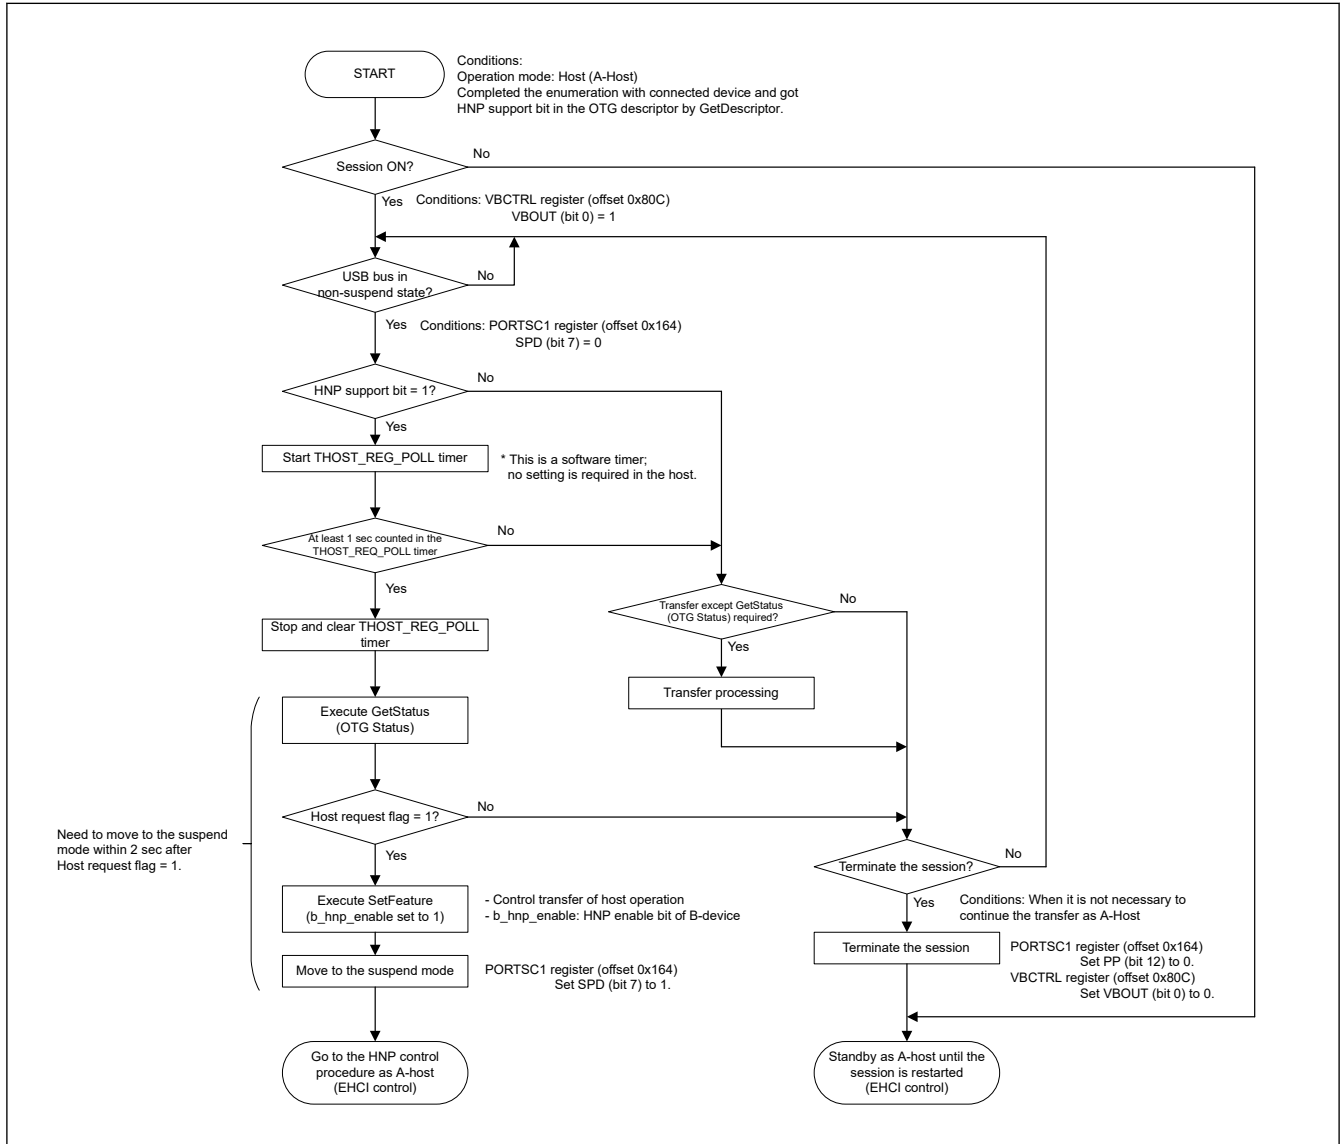 START
Conditions:
Operation mode: Host (A-Host)
Completed the enumeration with connected device and got
HNP support bit in the OTG descriptor by GetDescriptor.
Session ON?
No
Yes
Conditions: VBCTRL register (offset 0x80C)
VBOUT (bit 0) = 1
USB bus in
non-suspend state?
No
Yes
Conditions: PORTSC1 register (offset 0x164)
SPD (bit 7) = 0
HNP support bit = 1?
No
Yes
Start THOST_REG_POLL timer
* This is a software timer;
no setting is required in the host.
At least 1 sec counted in the
THOST_REQ_POLL timer
No
Yes
Stop and clear THOST_REG_POLL
timer
Transfer except GetStatus
(OTG Status) required?
No
Yes
Transfer processing
Execute GetStatus
(OTG Status)
Host request flag = 1?
No
Yes
Need to move to the suspend
mode within 2 sec after
Host request flag = 1.
Execute SetFeature
(b_hnp_enable set to 1)
- Control transfer of host operation
- b_hnp_enable: HNP enable bit of B-device
Move to the suspend mode
PORTSC1 register (offset 0x164)
Set SPD (bit 7) to 1.
Go to the HNP control
procedure as A-host
(EHCI control)
Terminate the session?
No
Yes
Conditions: When it is not necessary to
continue the transfer as A-Host
Terminate the session
PORTSC1 register (offset 0x164)
Set PP (bit 12) to 0.
VBCTRL register (offset 0x80C)
Set VBOUT (bit 0) to 0.
Standby as A-host until the
session is restarted
(EHCI control)